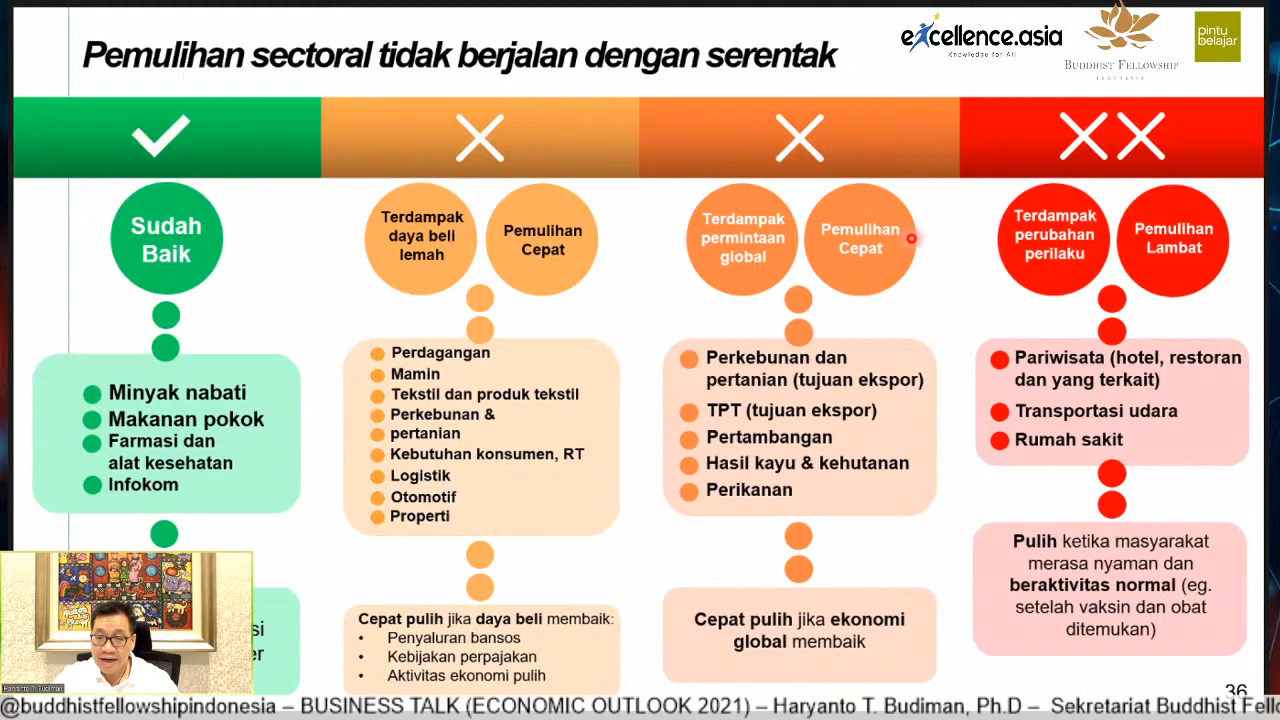 Pemulihan sectoral tidak berjalan dengan serentak
excellence.asia
Knowledge for All
BUDDHIST FELLOWSHIP
INDONESIA
pintu
belajar
Sudah
Baik
Minyak nabati
Makanan pokok
Farmasi dan
alat kesehatan
Infokom
Terdampak
daya beli
lemah
Pemulihan
Cepat
Perdagangan
Mamin
Tekstil dan produk tekstil
Perkebunan &
pertanian
Kebutuhan konsumen, RT
Logistik
Otomotif
Properti
Cepat pulih jika daya beli membaik:
• Penyaluran bansos
• Kebijakan perpajakan
• Aktivitas ekonomi pulih
Terdampak
permintaan
global
Pemulihan
Cepat
Perkebunan dan
pertanian (tujuan ekspor)
TPT (tujuan ekspor)
Pertambangan
Hasil kayu & kehutanan
Perikanan
Cepat pulih jika ekonomi
global membaik
Terdampak
perubahan
perilaku
Pemulihan
Lambat
Pariwisata (hotel, restoran
dan yang terkait)
Transportasi udara
Rumah sakit
Pulih ketika masyarakat
merasa nyaman dan
beraktivitas normal (eg.
setelah vaksin dan obat
ditemukan)
36
Haryanto T. Budiman
@buddhistfellowshipindonesia – BUSINESS TALK (ECONOMIC OUTLOOK 2021) – Haryanto T. Budiman, Ph.D – Sekretariat Buddhist Fello